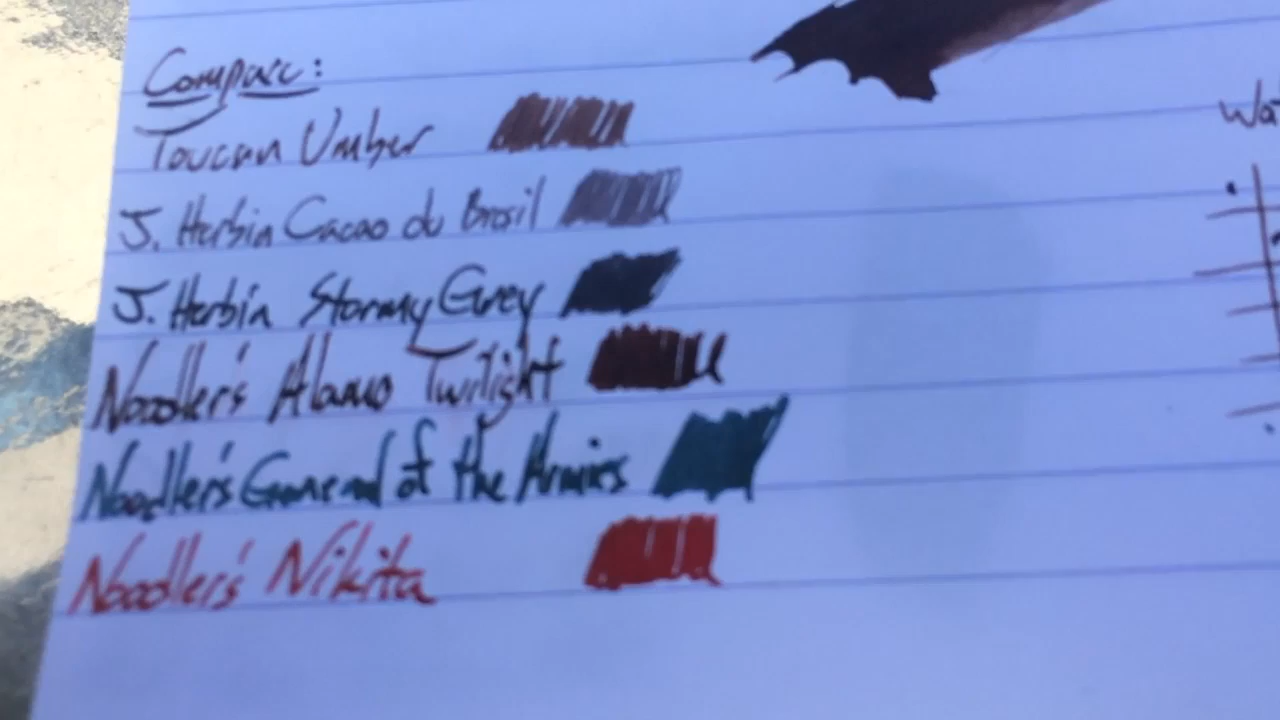 Compare:
Toucan Umber
J. Herbin Cacao du Bresil
J. Herbin Stormy Grey
Noodler's Alamo Twilight
Noodler's General of the Armies
Noodler's Nikita